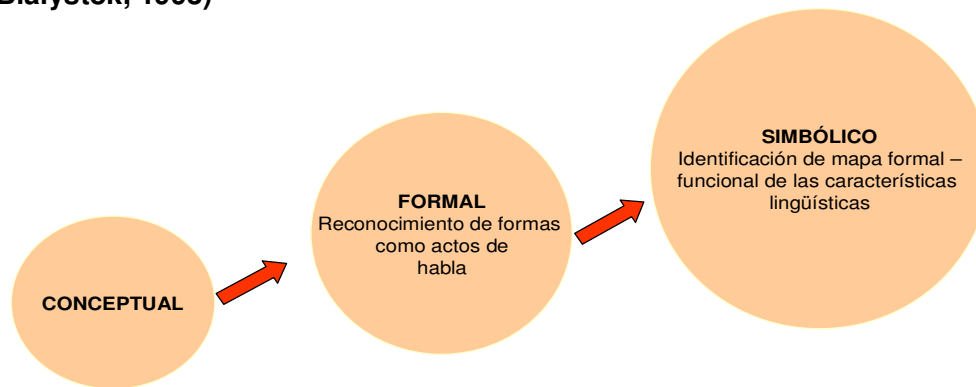 Bialystok,
SIMBÓLICO
Identificación de mapa formal –
funcional de las características
lingüísticas
FORMAL
Reconocimiento de formas
como actos de
habla
CONCEPTUAL